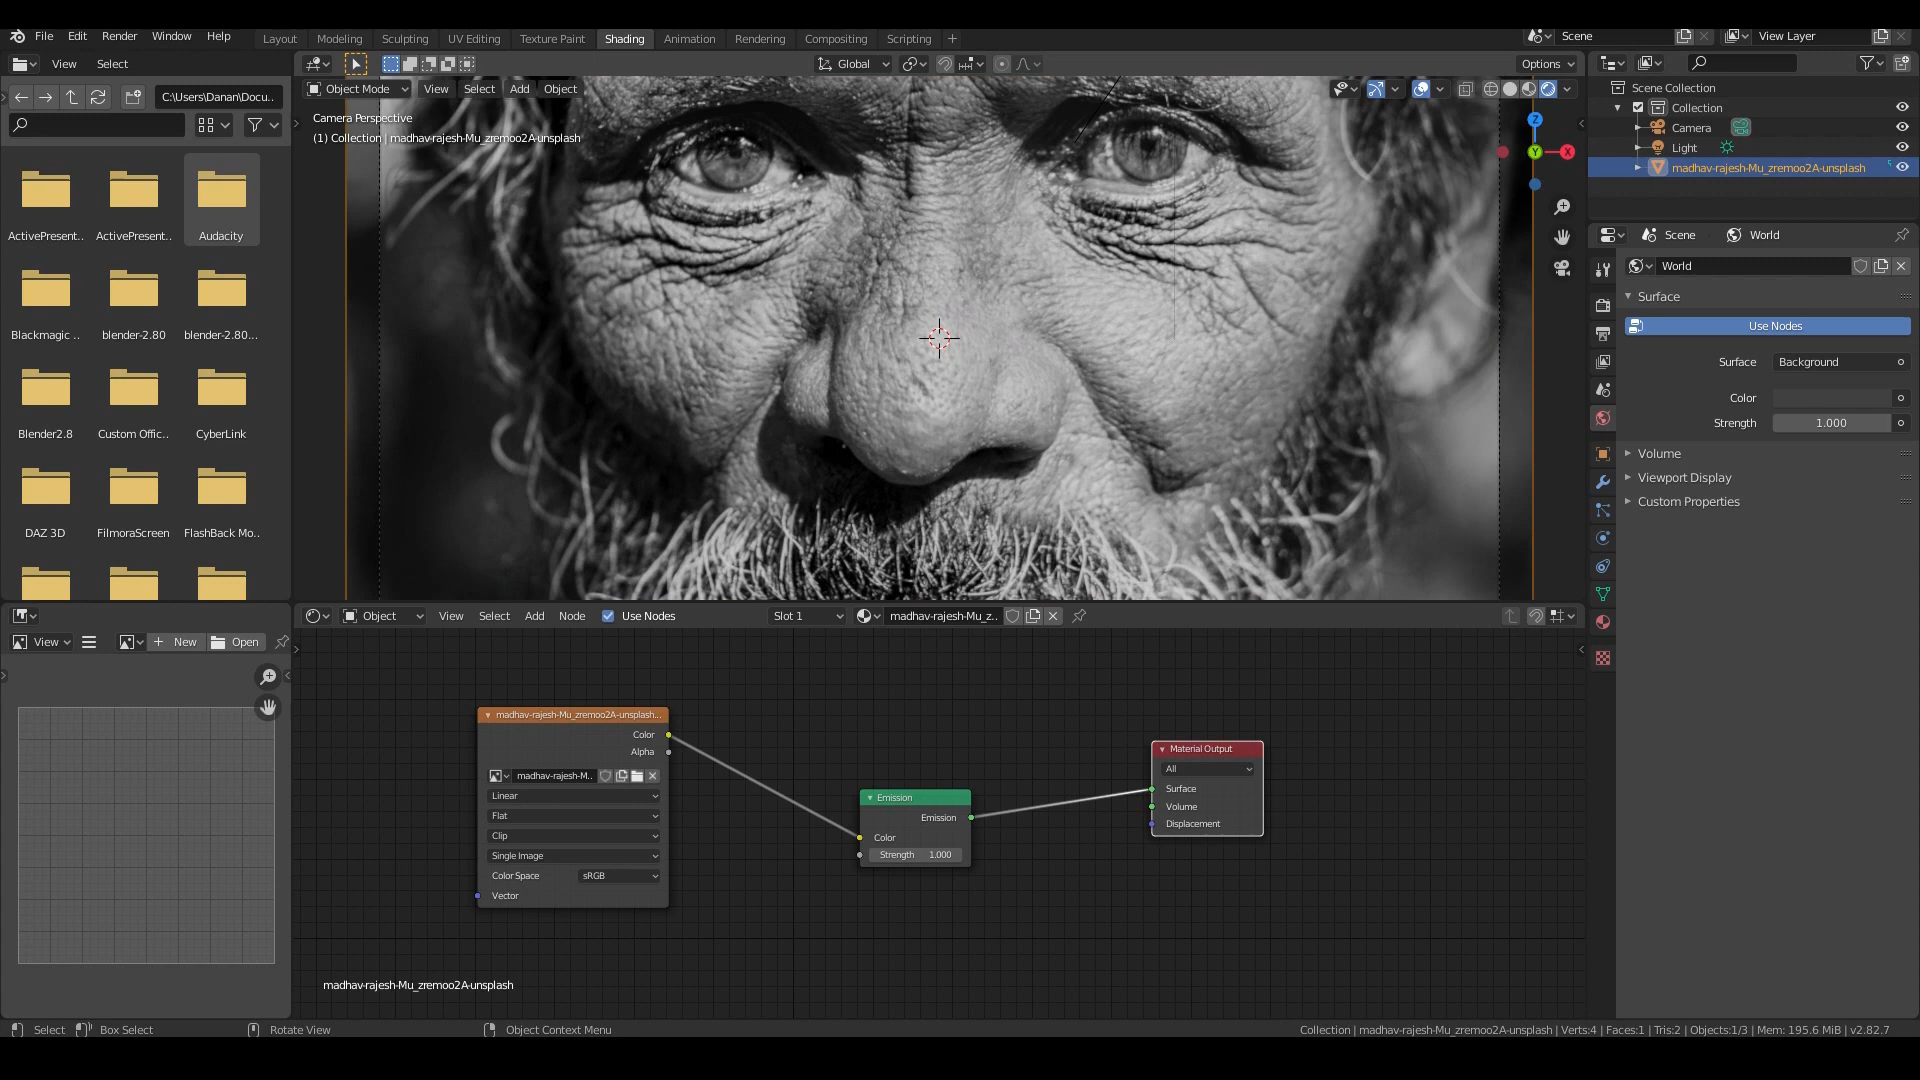 File Edit Render Window Help
Layout Modeling Sculpting UV Editing Texture Paint Shading Animation Rendering Compositing Scripting +
Scene
View Layer
View Select
Global
Options
C:\Users\Danan\Docu..
Object Mode View Select Add Object
Camera Perspective
(1) Collection | madhav-rajesh-Mu_zremoo2A-unsplash
Z
Y
X
ActivePresent.. ActivePresent.. Audacity
Blackmagic .. blender-2.80 blender-2.80...
Blender2.8 Custom Offic.. CyberLink
DAZ 3D FilmoraScreen FlashBack Mo..
Scene Collection
Collection
Camera
Light
madhav-rajesh-Mu_zremoo2A-unsplash
Scene World
World
Surface
Use Nodes
Surface Background
Color
Strength 1.000
Volume
Viewport Display
Custom Properties
View + New Open
Object View Select Add Node Use Nodes Slot 1 madhav-rajesh-Mu_z..
madhav-rajesh-Mu_zremoo2A-unsplash...
Color
Alpha
madhav-rajesh-M..
Linear
Flat
Clip
Single Image
Color Space sRGB
Vector
Emission
Emission
Color
Strength 1.000
Material Output
All
Surface
Volume
Displacement
madhav-rajesh-Mu_zremoo2A-unsplash
Select Box Select Rotate View Object Context Menu
Collection | madhav-rajesh-Mu_zremoo2A-unsplash | Verts:4 | Faces:1 | Tris:2 | Objects:1/3 | Mem: 195.6 MiB | v2.82.7